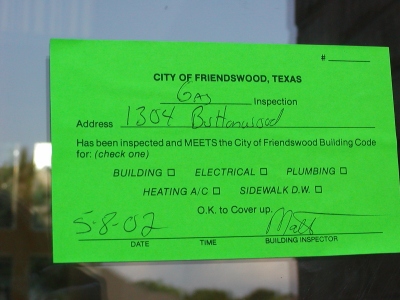 # ______
CITY OF FRIENDSWOOD, TEXAS
Gas Inspection
Address 1304 Buttonwood
Has been inspected and MEETS the City of Friendswood Building Code
for: (check one)
BUILDING ☐ ELECTRICAL ☐ PLUMBING ☐
HEATING A/C ☐ SIDEWALK D.W. ☐
O.K. to Cover up.
5-8-02 Matt
DATE TIME BUILDING INSPECTOR